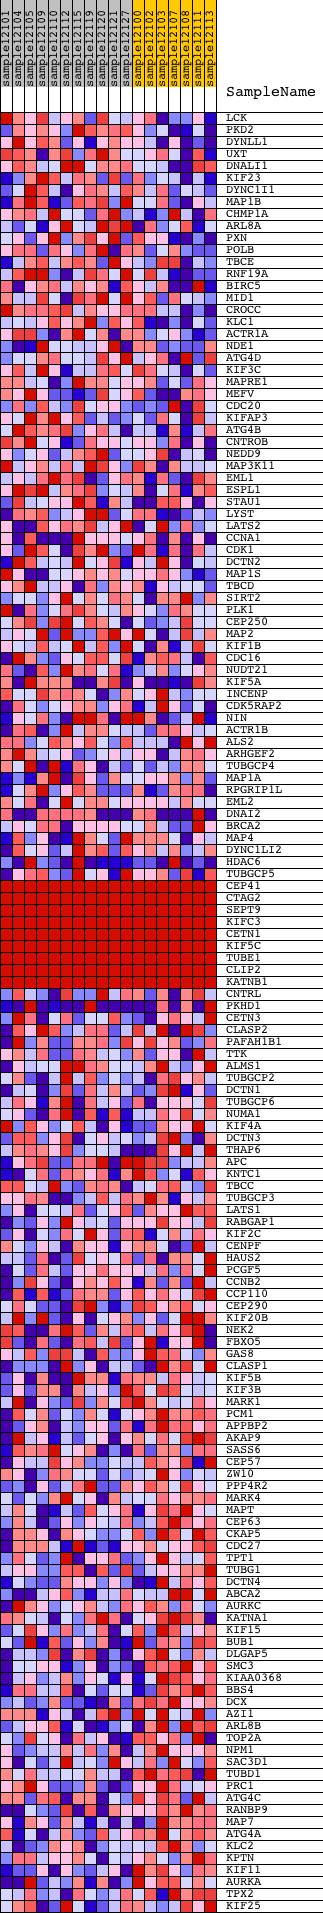 sample12101
sample12104
sample12105
sample12109
sample12110
sample12112
sample12115
sample12119
sample12120
sample12121
sample12127
sample12100
sample12102
sample12103
sample12107
sample12108
sample12111
sample12113
SampleName
LCK
PKD2
DYNLL1
UXT
DNALI1
KIF23
DYNC1I1
MAP1B
CHMP1A
ARL8A
PXN
POLB
TBCE
RNF19A
BIRC5
MID1
CROCC
KLC1
ACTR1A
NDE1
ATG4D
KIF3C
MAPRE1
MEFV
CDC20
KIFAP3
ATG4B
CNTROB
NEDD9
MAP3K11
EML1
ESPL1
STAU1
LYST
LATS2
CCNA1
CDK1
DCTN2
MAP1S
TBCD
SIRT2
PLK1
CEP250
MAP2
KIF1B
CDC16
NUDT21
KIF5A
INCENP
CDK5RAP2
NIN
ACTR1B
ALS2
ARHGEF2
TUBGCP4
MAP1A
RPGRIP1L
EML2
DNAI2
BRCA2
MAP4
DYNC1LI2
HDAC6
TUBGCP5
CEP41
CTAG2
SEPT9
KIFC3
CETN1
KIF5C
TUBE1
CLIP2
KATNB1
CNTRL
PKHD1
CETN3
CLASP2
PAFAH1B1
TTK
ALMS1
TUBGCP2
DCTN1
TUBGCP6
NUMA1
KIF4A
DCTN3
THAP6
APC
KNTC1
TBCC
TUBGCP3
LATS1
RABGAP1
KIF2C
CENPF
HAUS2
PCGF5
CCNB2
CCP110
CEP290
KIF20B
NEK2
FBXO5
GAS8
CLASP1
KIF5B
KIF3B
MARK1
PCM1
APPBP2
AKAP9
SASS6
CEP57
ZW10
PPP4R2
MARK4
MAPT
CEP63
CKAP5
CDC27
TPT1
TUBG1
DCTN4
ABCA2
AURKC
KATNA1
KIF15
BUB1
DLGAP5
SMC3
KIAA0368
BBS4
DCX
AZI1
ARL8B
TOP2A
NPM1
SAC3D1
TUBD1
PRC1
ATG4C
RANBP9
MAP7
ATG4A
KLC2
KPTN
KIF11
AURKA
TPX2
KIF25